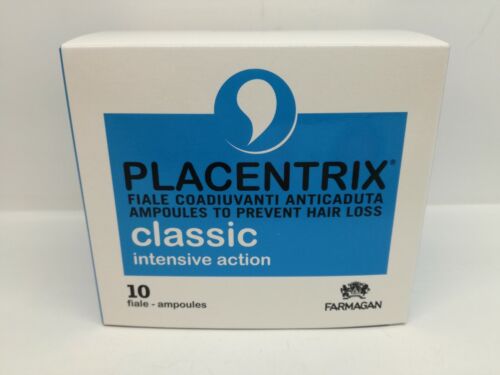 PLACENTRIX®
FIALE COADIUVANTI ANTICADUTA
AMPOULES TO PREVENT HAIR LOSS
classic
intensive action
10
fiale - ampoules
FARMAGAN